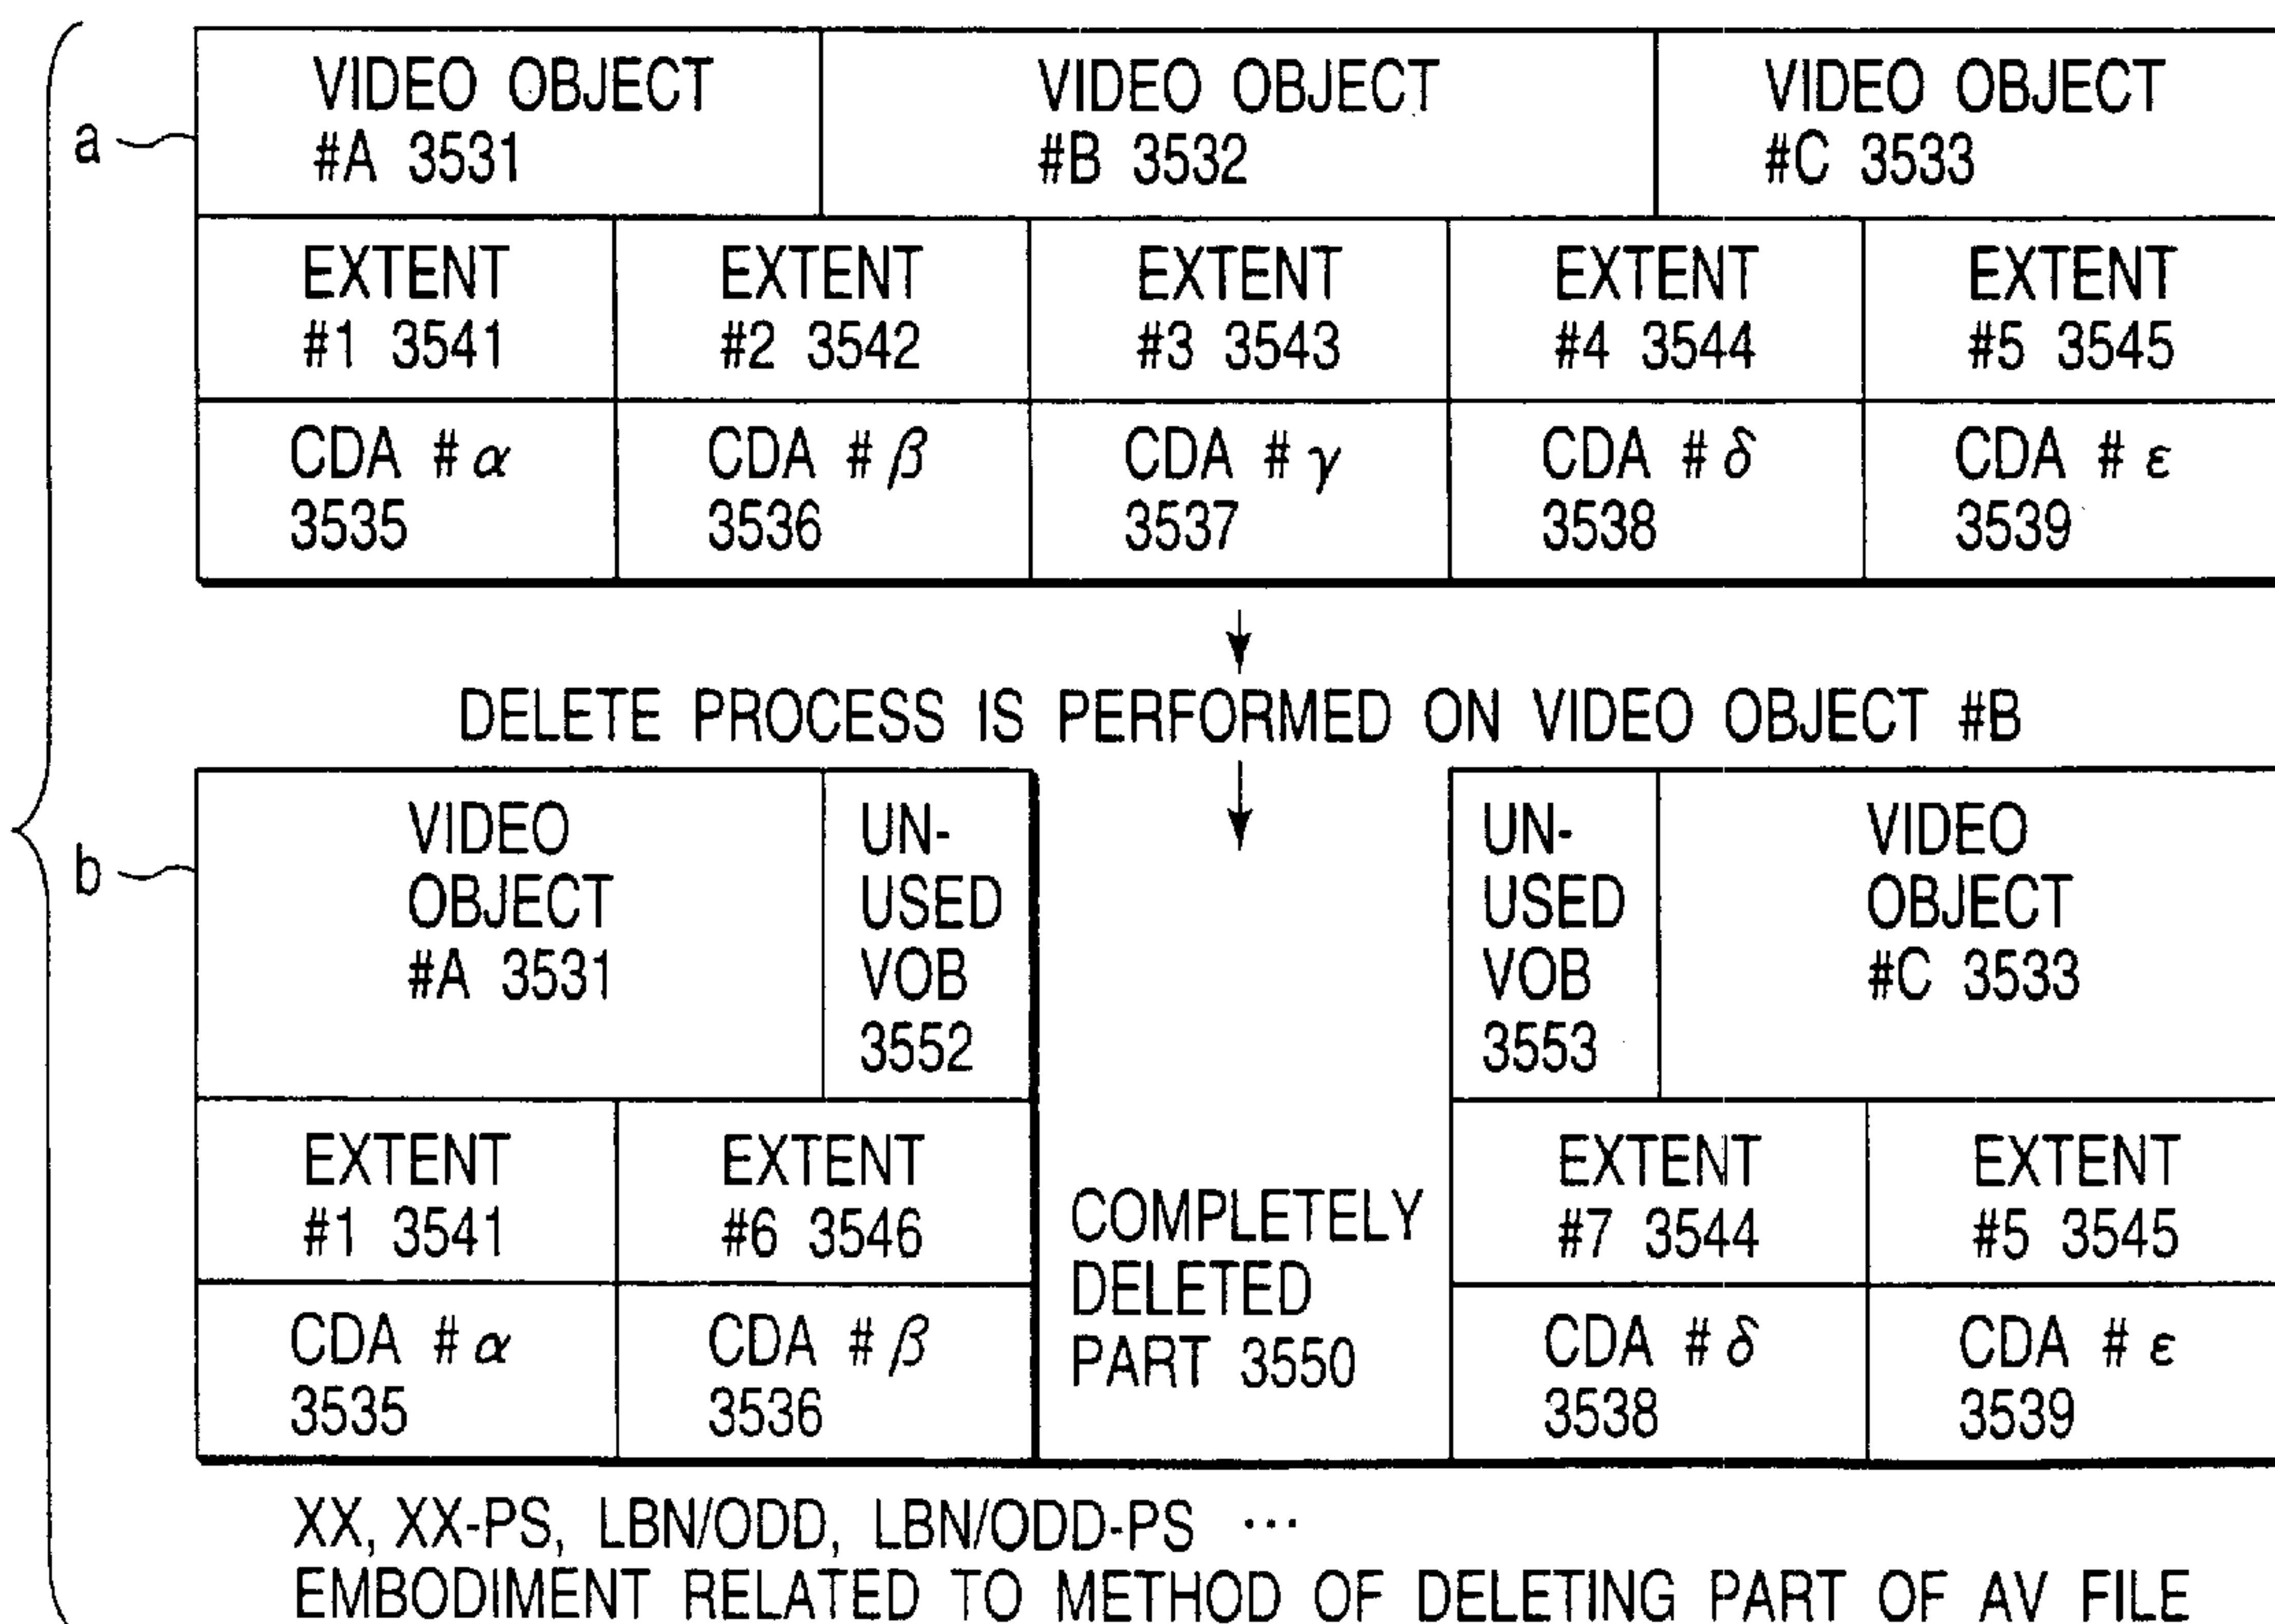 a
VIDEO OBJECT
#A 3531
VIDEO OBJECT
#B 3532
VIDEO OBJECT
#C 3533
EXTENT
#1 3541
EXTENT
#2 3542
EXTENT
#3 3543
EXTENT
#4 3544
EXTENT
#5 3545
CDA #α
3535
CDA #β
3536
CDA #γ
3537
CDA #δ
3538
CDA #ε
3539
DELETE PROCESS IS PERFORMED ON VIDEO OBJECT #B
b
VIDEO
OBJECT
#A 3531
UN-
USED
VOB
3552
UN-
USED
VOB
3553
VIDEO
OBJECT
#C 3533
EXTENT
#1 3541
EXTENT
#6 3546
COMPLETELY
DELETED
PART 3550
EXTENT
#7 3544
EXTENT
#5 3545
CDA #α
3535
CDA #β
3536
CDA #δ
3538
CDA #ε
3539
XX, XX-PS, LBN/ODD, LBN/ODD-PS ···
EMBODIMENT RELATED TO METHOD OF DELETING PART OF AV FILE